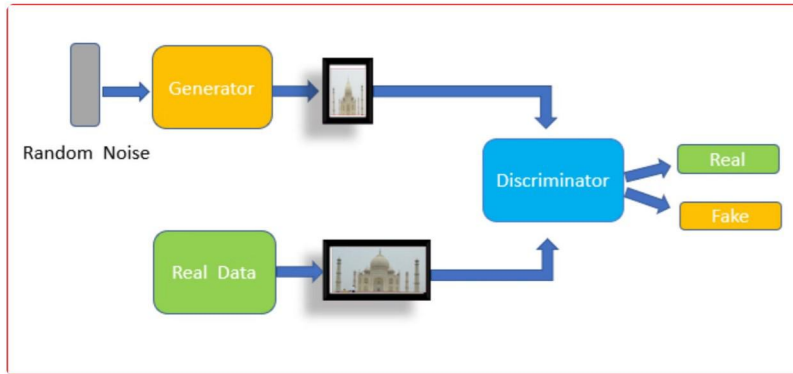 Generator
Random Noise
Discriminator
Real
Fake
Real Data